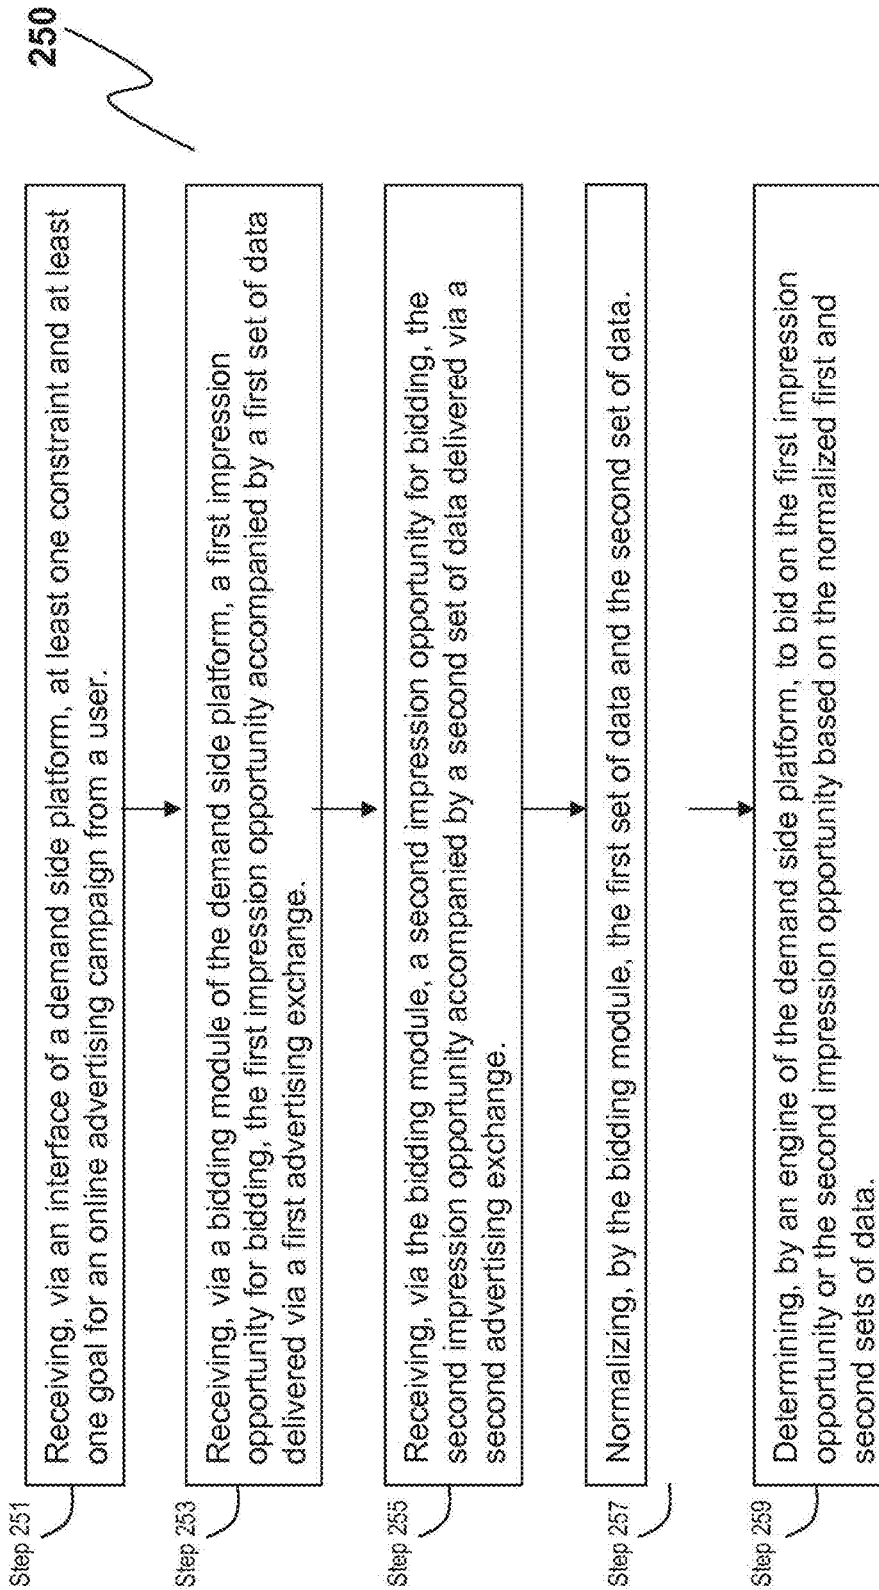 250
Step 251
Receiving, via an interface of a demand side platform, at least one constraint and at least
one goal for an online advertising campaign from a user.
Step 253
Receiving, via a bidding module of the demand side platform, a first impression
opportunity for bidding, the first impression opportunity accompanied by a first set of data
delivered via a first advertising exchange.
Step 255
Receiving, via the bidding module, a second impression opportunity for bidding, the
second impression opportunity accompanied by a second set of data delivered via a
second advertising exchange.
Step 257
Normalizing, by the bidding module, the first set of data and the second set of data.
Step 259
Determining, by an engine of the demand side platform, to bid on the first impression
opportunity or the second impression opportunity based on the normalized first and
second sets of data.